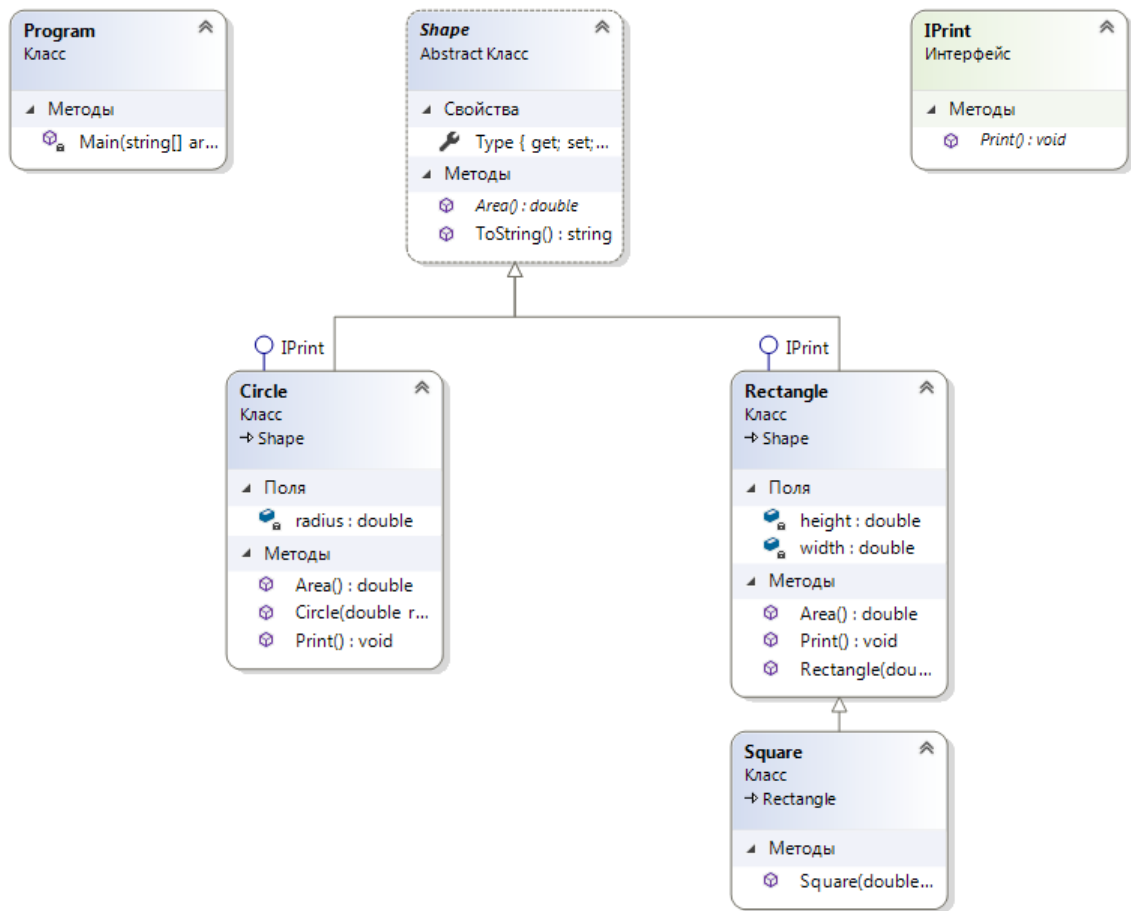 Program
Класс
Методы
Main(string[] ar...
Shape
Abstract Класс
Свойства
Type { get; set;...
Методы
Area() : double
ToString() : string
IPrint
Интерфейс
Методы
Print() : void
IPrint
Circle
Класс
Shape
Поля
radius : double
Методы
Area() : double
Circle(double r...
Print() : void
IPrint
Rectangle
Класс
Shape
Поля
height : double
width : double
Методы
Area() : double
Print() : void
Rectangle(dou...
Square
Класс
Rectangle
Методы
Square(double...